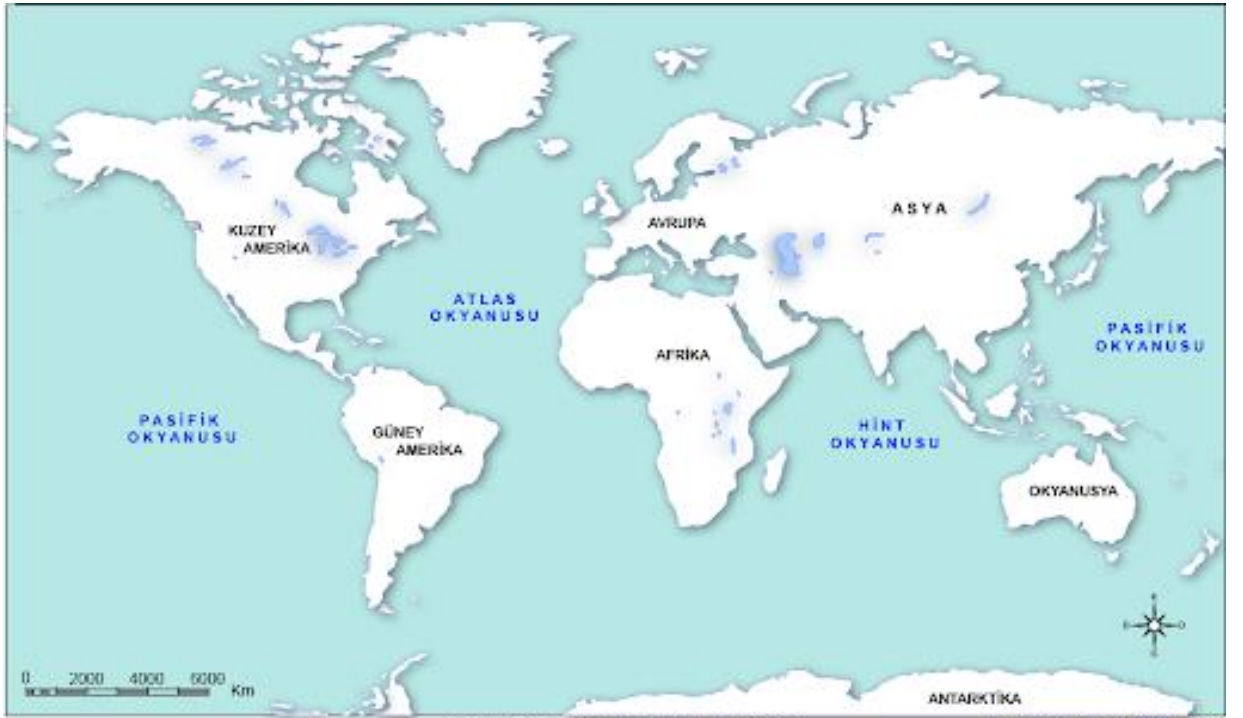 KUZEY
AMERİKA
AVRUPA
ASYA
ATLAS
OKYANUSU
PASİFİK
OKYANUSU
AFRİKA
PASİFİK
OKYANUSU
GÜNEY
AMERİKA
HİNT
OKYANUSU
OKYANUSYA
0 2000 4000 6000
Km
ANTARKTİKA